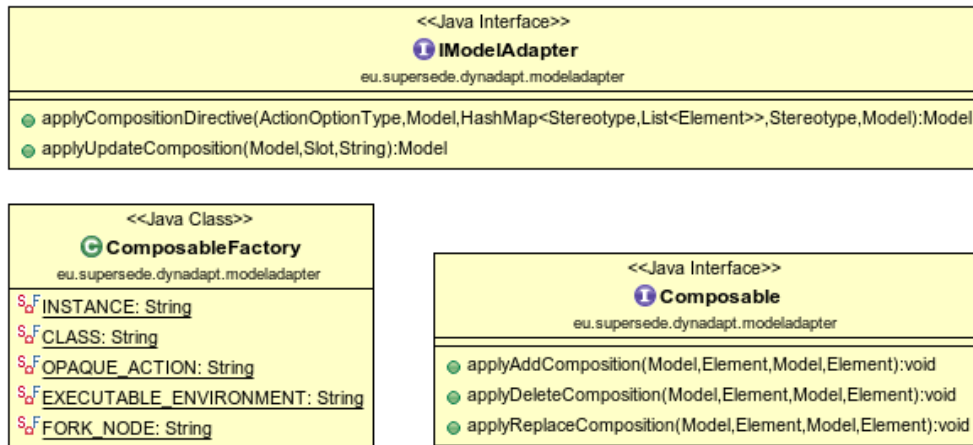 <<Java Interface>>
IModelAdapter
eu.supersede.dynadapt.modeladapter
applyCompositionDirective(ActionOptionType,Model,HashMap<Stereotype,List<Element>>,Stereotype,Model):Model
applyUpdateComposition(Model,Slot,String):Model
<<Java Class>>
ComposableFactory
eu.supersede.dynadapt.modeladapter
INSTANCE: String
CLASS: String
OPAQUE_ACTION: String
EXECUTABLE_ENVIRONMENT: String
FORK_NODE: String
<<Java Interface>>
Composable
eu.supersede.dynadapt.modeladapter
applyAddComposition(Model,Element,Model,Element):void
applyDeleteComposition(Model,Element,Model,Element):void
applyReplaceComposition(Model,Element,Model,Element):void